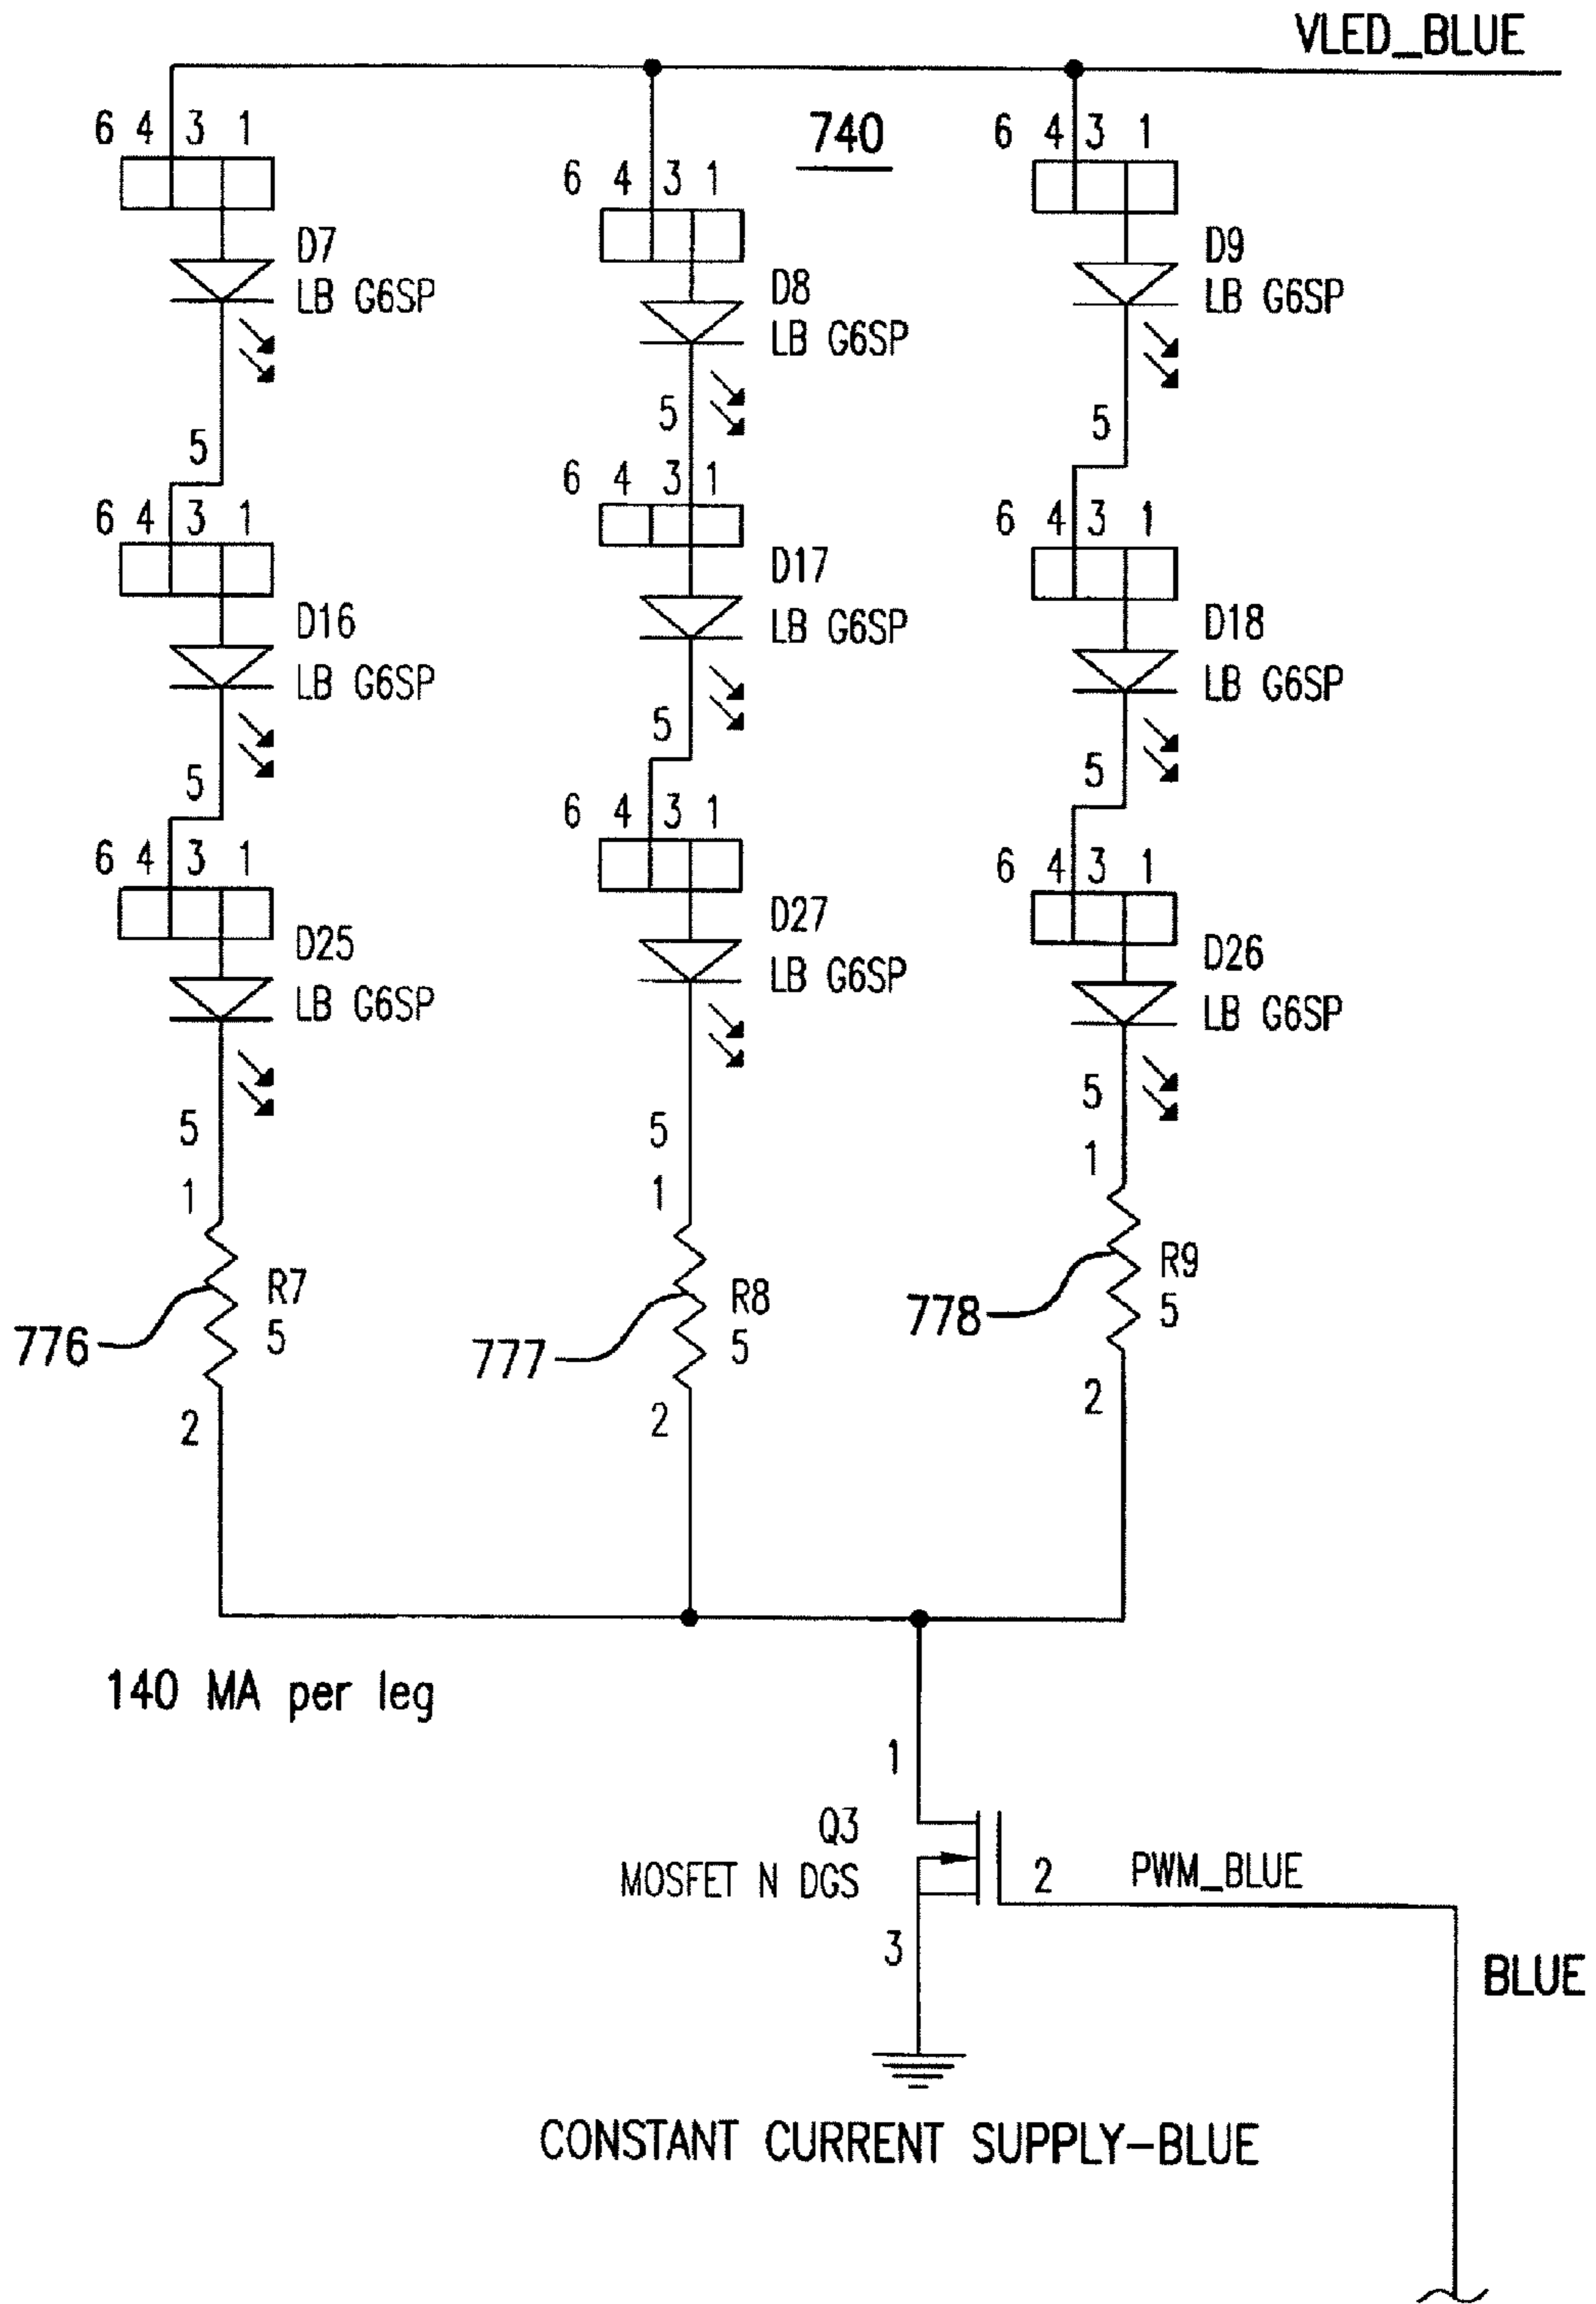 VLED_BLUE
740
6 4 3 1
D7
LB G6SP
5
6 4 3 1
D16
LB G6SP
5
6 4 3 1
D25
LB G6SP
5
1
R7
5
776
2
6 4 3 1
D8
LB G6SP
5
6 4 3 1
D17
LB G6SP
5
6 4 3 1
D27
LB G6SP
5
1
R8
5
777
2
6 4 3 1
D9
LB G6SP
5
6 4 3 1
D18
LB G6SP
5
6 4 3 1
D26
LB G6SP
5
1
R9
5
778
2
140 MA per leg
1
Q3
MOSFET N DGS
2
PWM_BLUE
3
BLUE
CONSTANT CURRENT SUPPLY-BLUE